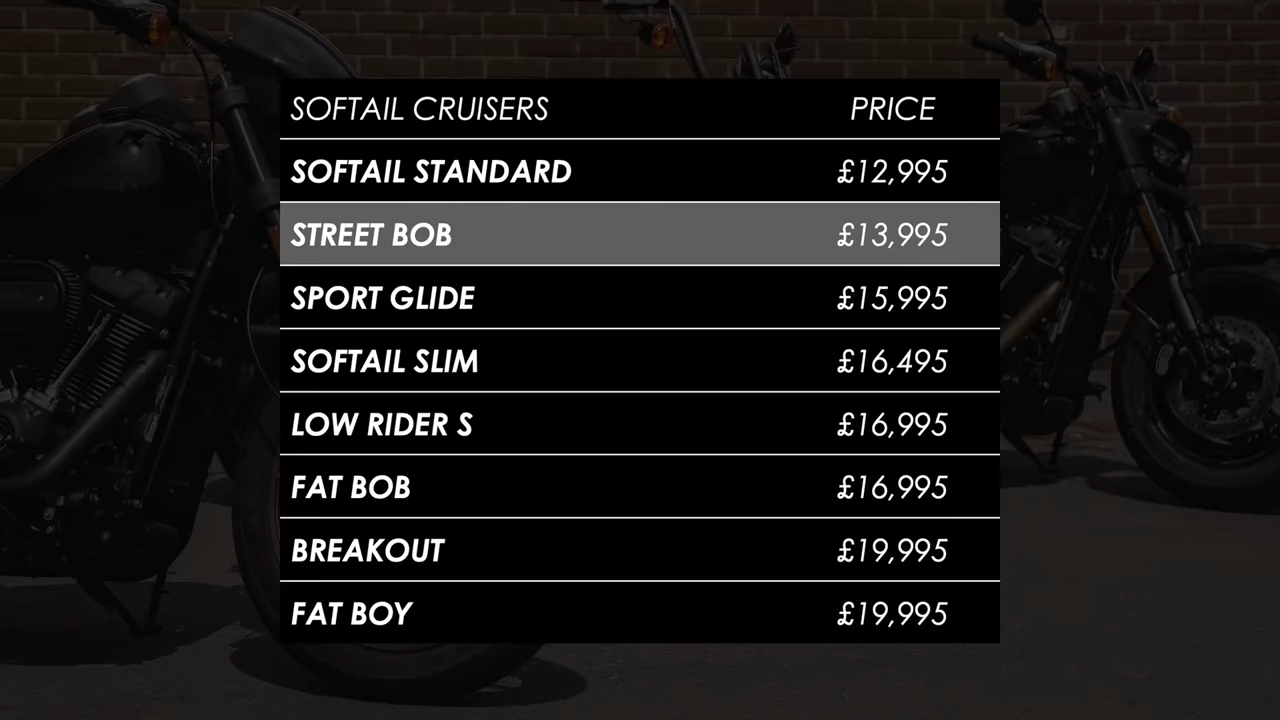 SOFTAIL CRUISERS PRICE
SOFTAIL STANDARD £12,995
STREET BOB £13,995
SPORT GLIDE £15,995
SOFTAIL SLIM £16,495
LOW RIDER S £16,995
FAT BOB £16,995
BREAKOUT £19,995
FAT BOY £19,995